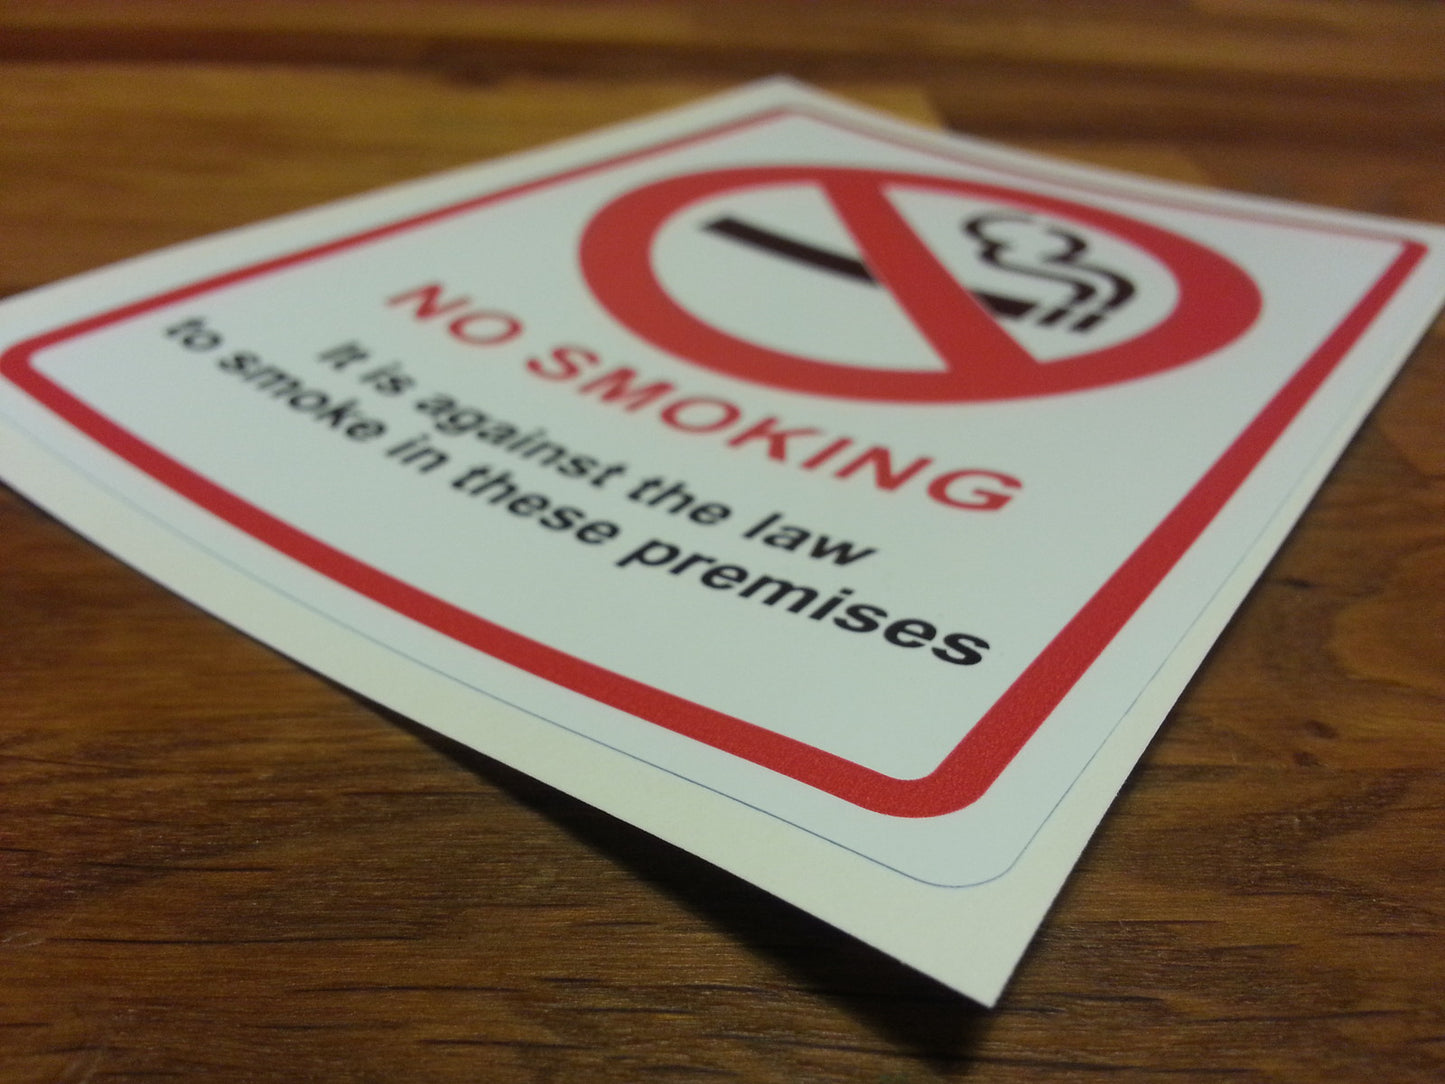 NO SMOKING
It is against the law
to smoke in these premises